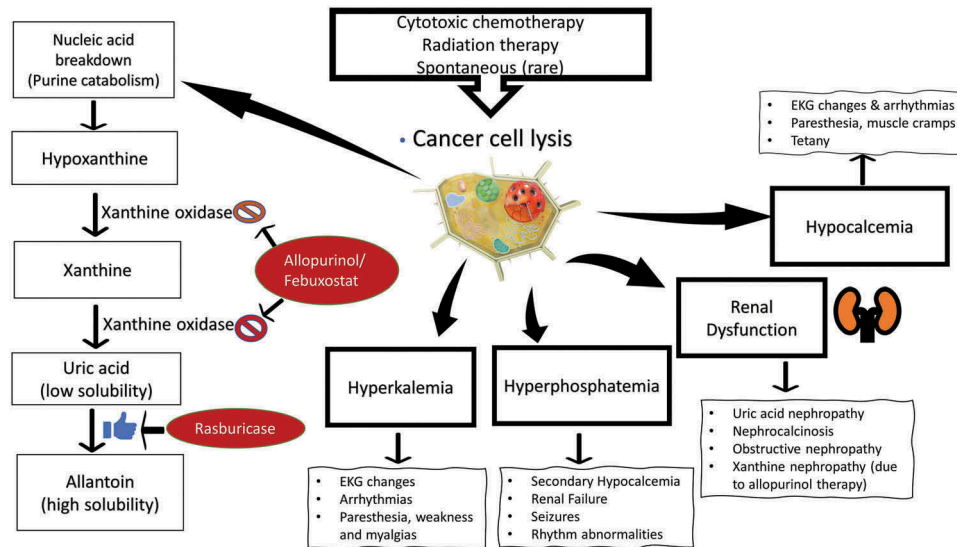 Cytotoxic chemotherapy
Radiation therapy
Spontaneous (rare)
Nucleic acid
breakdown
(Purine catabolism)
Hypoxanthine
Xanthine oxidase
Xanthine
Xanthine oxidase
Uric acid
(low solubility)
Allantoin
(high solubility)
Allopurinol/
Febuxostat
Rasburicase
• Cancer cell lysis
• EKG changes & arrhythmias
• Paresthesia, muscle cramps
• Tetany
Hypocalcemia
Renal
Dysfunction
• Uric acid nephropathy
• Nephrocalcinosis
• Obstructive nephropathy
• Xanthine nephropathy (due
to allopurinol therapy)
Hyperkalemia
• EKG changes
• Arrhythmias
• Paresthesia, weakness
and myalgias
Hyperphosphatemia
• Secondary Hypocalcemia
• Renal Failure
• Seizures
• Rhythm abnormalities